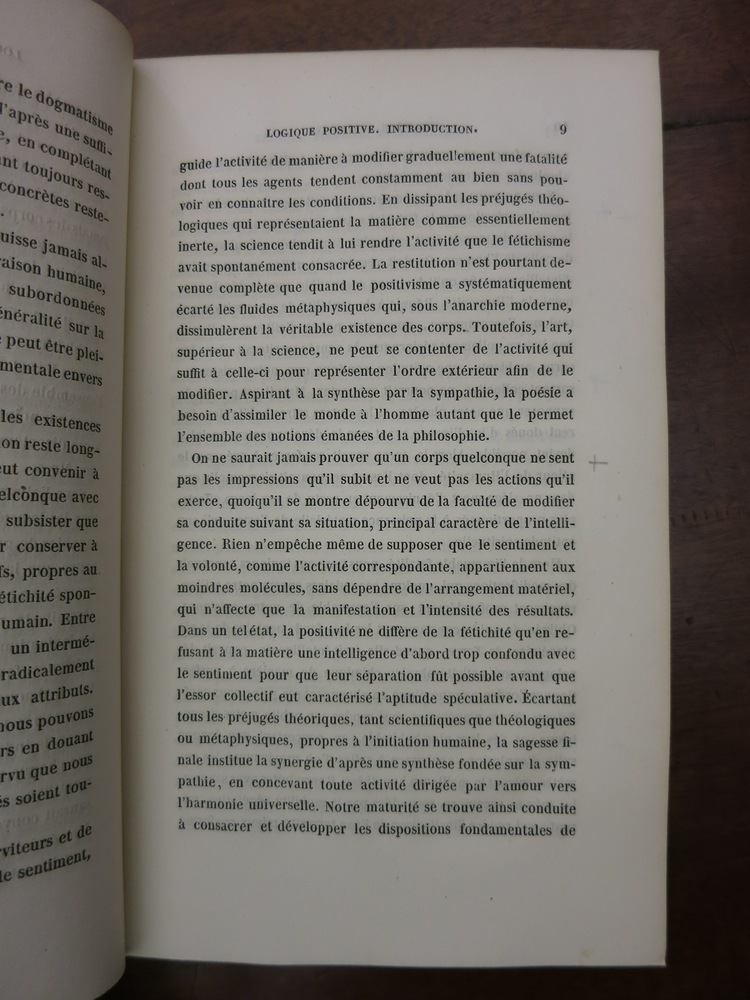 re le dogmatisme
d'après une suffi-
e, en complétant
ant toujours res-
concrètes reste-
uisse jamais al-
raison humaine,
subordonnées
énéralité sur la
peut être plei-
mentale envers
les existences
on reste long-
eut convenir à
elconque avec
subsister que
r conserver à
fs, propres au
étichité spon-
umain. Entre
un intermé-
radicalement
ux attributs.
nous pouvons
rs en douant
rvu que nous
és soient tou-
rviteurs et de
le sentiment,
LOGIQUE POSITIVE. INTRODUCTION. 9
guide l'activité de manière à modifier graduellement une fatalité
dont tous les agents tendent constamment au bien sans pou-
voir en connaître les conditions. En dissipant les préjugés théo-
logiques qui représentaient la matière comme essentiellement
inerte, la science tendit à lui rendre l'activité que le fétichisme
avait spontanément consacrée. La restitution n'est pourtant de-
venue complète que quand le positivisme a systématiquement
écarté les fluides métaphysiques qui, sous l'anarchie moderne,
dissimulèrent la véritable existence des corps. Toutefois, l'art,
supérieur à la science, ne peut se contenter de l'activité qui
suffit à celle-ci pour représenter l'ordre extérieur afin de le
modifier. Aspirant à la synthèse par la sympathie, la poésie a
besoin d'assimiler le monde à l'homme autant que le permet
l'ensemble des notions émanées de la philosophie.
On ne saurait jamais prouver qu'un corps quelconque ne sent
pas les impressions qu'il subit et ne veut pas les actions qu'il
exerce, quoiqu'il se montre dépourvu de la faculté de modifier
sa conduite suivant sa situation, principal caractère de l'intelli-
gence. Rien n'empêche même de supposer que le sentiment et
la volonté, comme l'activité correspondante, appartiennent aux
moindres molécules, sans dépendre de l'arrangement matériel,
qui n'affecte que la manifestation et l'intensité des résultats.
Dans un tel état, la positivité ne diffère de la fétichité qu'en re-
fusant à la matière une intelligence d'abord trop confondu avec
le sentiment pour que leur séparation fût possible avant que
l'essor collectif eut caractérisé l'aptitude spéculative. Écartant
tous les préjugés théoriques, tant scientifiques que théologiques
ou métaphysiques, propres à l'initiation humaine, la sagesse fi-
nale institue la synergie d'après une synthèse fondée sur la sym-
pathie, en concevant toute activité dirigée par l'amour vers
l'harmonie universelle. Notre maturité se trouve ainsi conduite
à consacrer et développer les dispositions fondamentales de